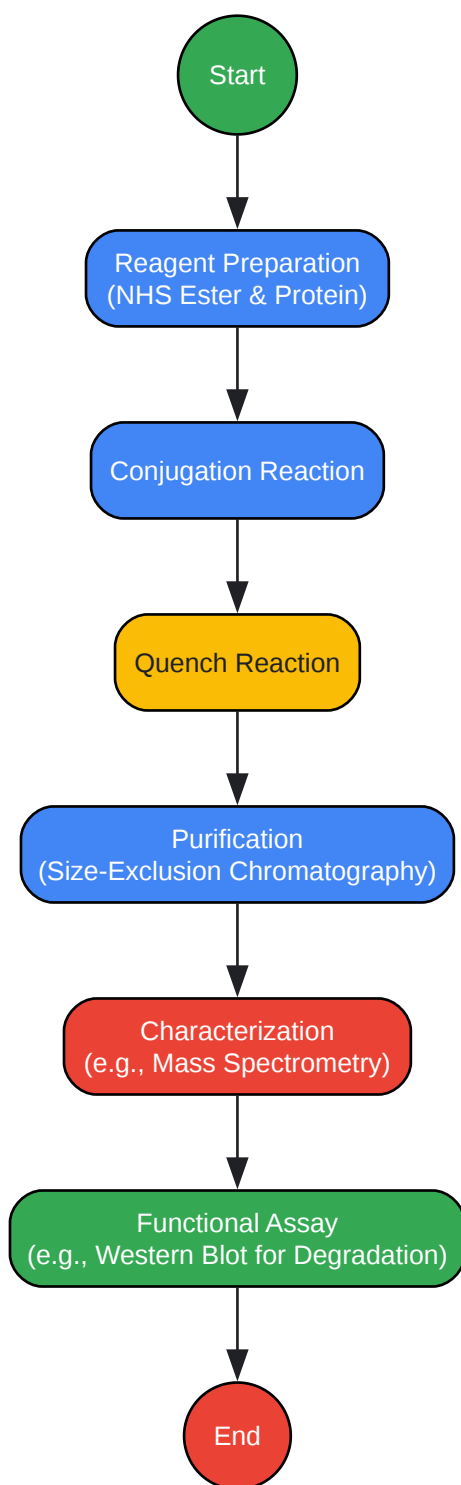 Start
Reagent Preparation
(NHS Ester & Protein)
Conjugation Reaction
Quench Reaction
Purification
(Size-Exclusion Chromatography)
Characterization
(e.g., Mass Spectrometry)
Functional Assay
(e.g., Western Blot for Degradation)
End